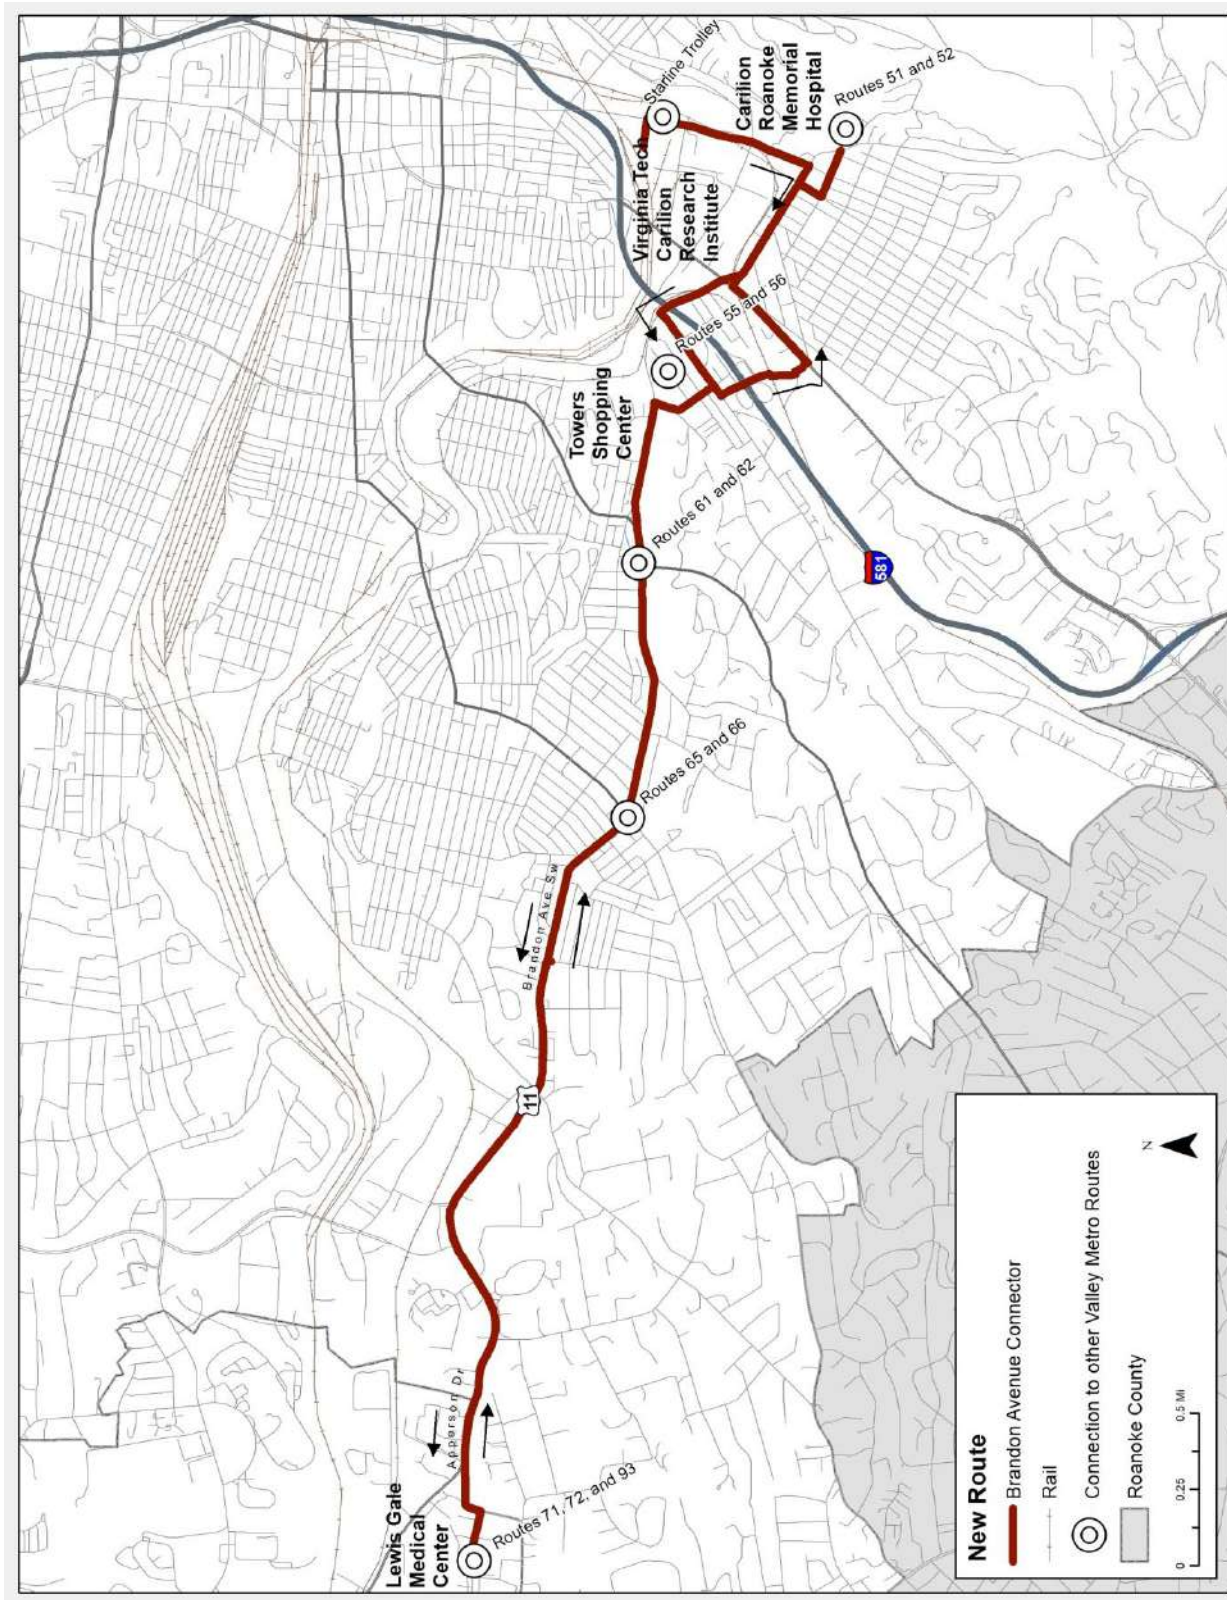 Starline Trolley
Carilion
Roanoke
Memorial
Hospital
Routes 51 and 52
Virginia Tech
Carilion
Research
Institute
Routes 55 and 56
Towers
Shopping
Center
Routes 61 and 62
581
Routes 65 and 66
Brandon Ave Sw
11
Apperson Dr
Lewis Gale
Medical
Center
Routes 71, 72, and 93
New Route
Brandon Avenue Connector
Rail
Connection to other Valley Metro Routes
Roanoke County
0 0.25 0.5 Mi
N